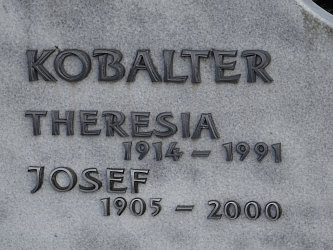 KOBALTER
THERESIA
1914 – 1991
JOSEF
1905 – 2000